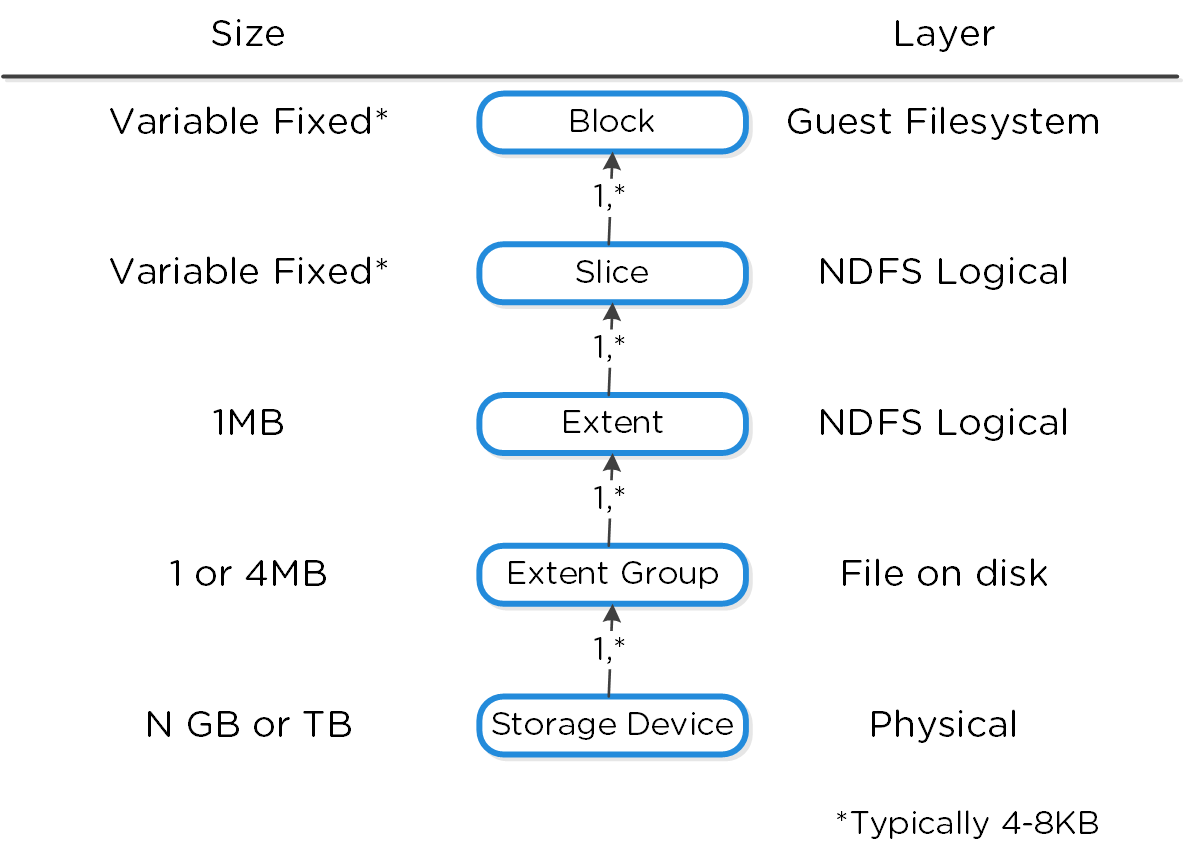 Size Layer
Variable Fixed* Block Guest Filesystem
1,*
Variable Fixed* Slice NDFS Logical
1,*
1MB Extent NDFS Logical
1,*
1 or 4MB Extent Group File on disk
1,*
N GB or TB Storage Device Physical
*Typically 4-8KB